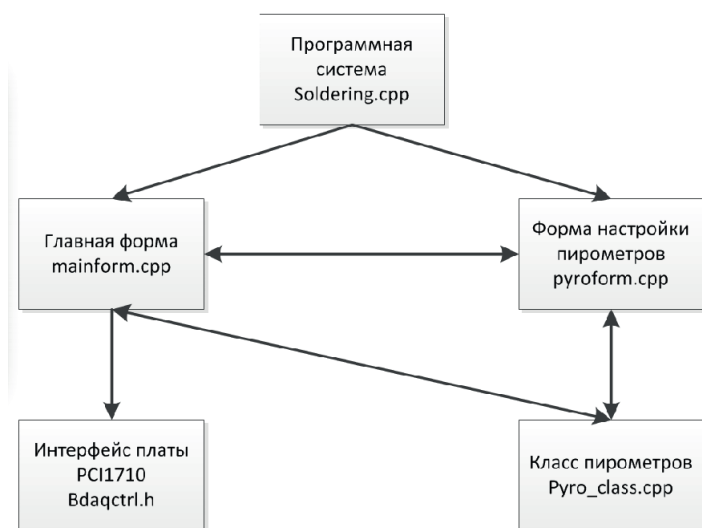 Программная
система
Soldering.cpp
Главная форма
mainform.cpp
Форма настройки
пирометров
pyroform.cpp
Интерфейс платы
PCI1710
Bdaqctrl.h
Класс пирометров
Pyro_class.cpp